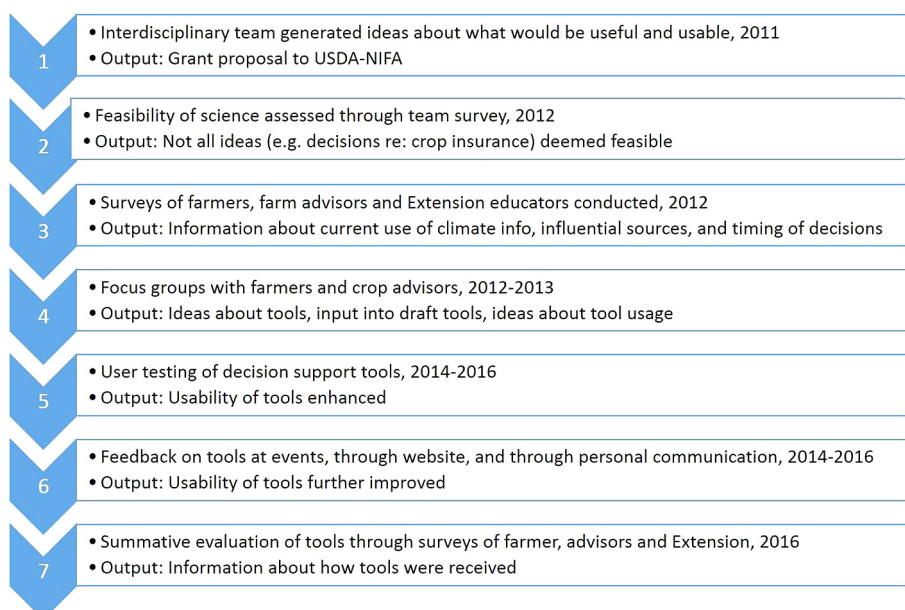 1
• Interdisciplinary team generated ideas about what would be useful and usable, 2011
• Output: Grant proposal to USDA-NIFA
2
• Feasibility of science assessed through team survey, 2012
• Output: Not all ideas (e.g. decisions re: crop insurance) deemed feasible
3
• Surveys of farmers, farm advisors and Extension educators conducted, 2012
• Output: Information about current use of climate info, influential sources, and timing of decisions
4
• Focus groups with farmers and crop advisors, 2012-2013
• Output: Ideas about tools, input into draft tools, ideas about tool usage
5
• User testing of decision support tools, 2014-2016
• Output: Usability of tools enhanced
6
• Feedback on tools at events, through website, and through personal communication, 2014-2016
• Output: Usability of tools further improved
7
• Summative evaluation of tools through surveys of farmer, advisors and Extension, 2016
• Output: Information about how tools were received